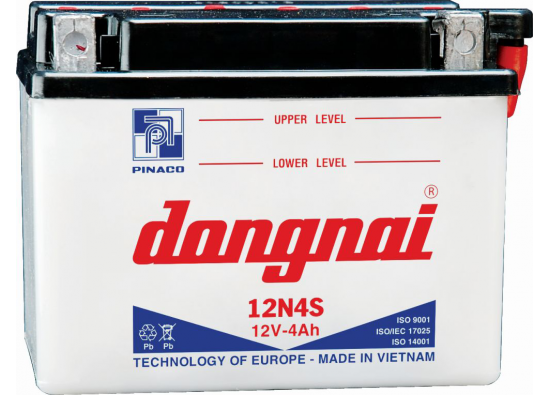 UPPER LEVEL
LOWER LEVEL
PINACO
dongnai ®
12N4S
12V-4Ah
ISO 9001
ISO/IEC 17025
ISO 14001
Pb Pb
TECHNOLOGY OF EUROPE - MADE IN VIETNAM